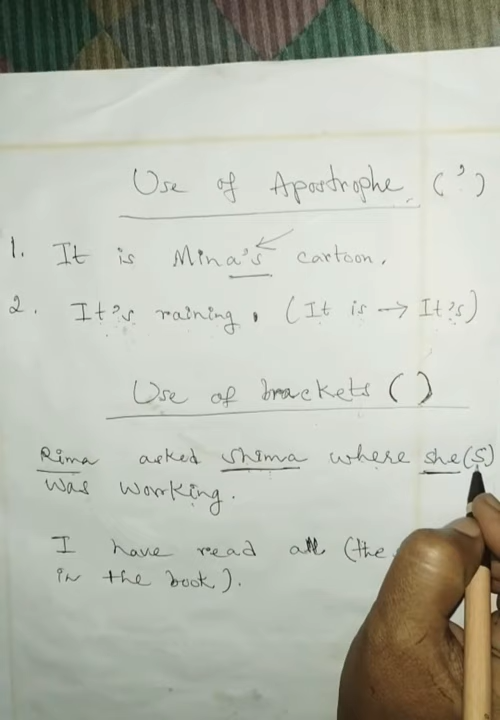 Use of Apostrophe (')
1. It is Mina's cartoon.
2. It's raining. (It is → It's)
Use of brackets ()
Rima asked Shima where she (S)
was working.
I have read all (the
in the book).